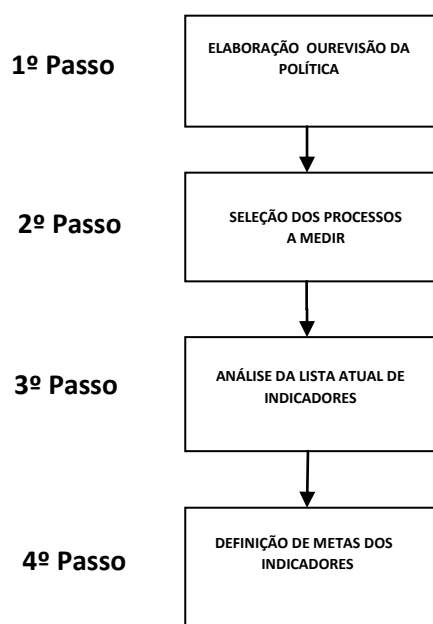 1º Passo
ELABORAÇÃO OUREVISÃO DA
POLÍTICA
2º Passo
SELEÇÃO DOS PROCESSOS
A MEDIR
3º Passo
ANÁLISE DA LISTA ATUAL DE
INDICADORES
4º Passo
DEFINIÇÃO DE METAS DOS
INDICADORES